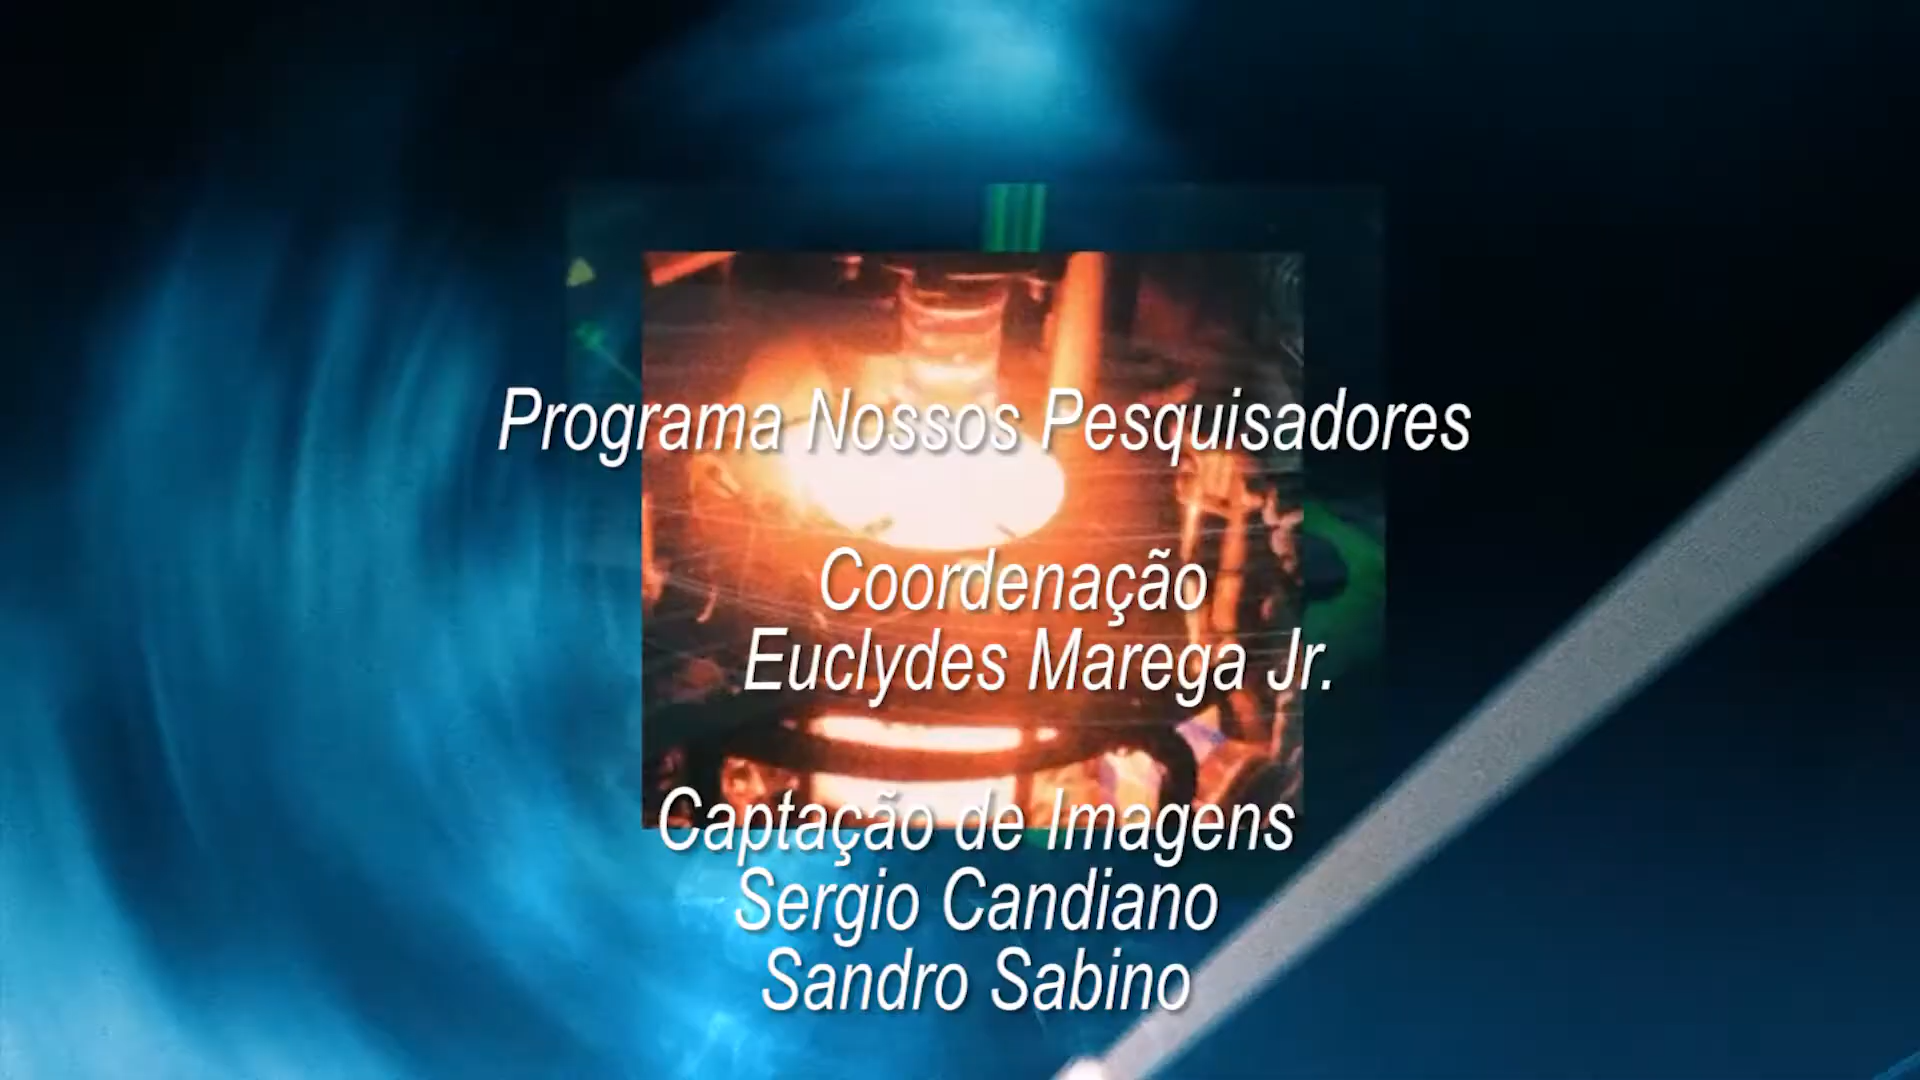 Programa Nossos Pesquisadores
Coordenação
Euclydes Marega Jr.
Captação de Imagens
Sergio Candiano
Sandro Sabino